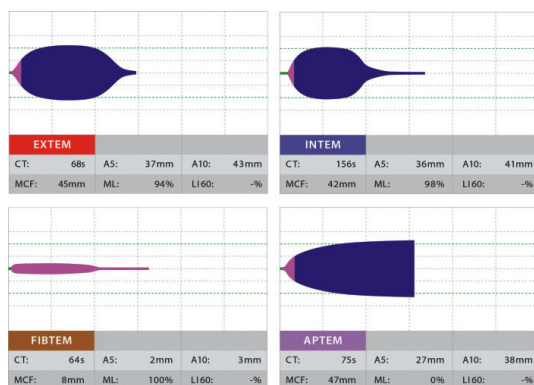 EXTEM
CT: 68s A5: 37mm A10: 43mm
MCF: 45mm ML: 94% LI60: -%
INTEM
CT: 156s A5: 36mm A10: 41mm
MCF: 42mm ML: 98% LI60: -%
FIBTEM
CT: 64s A5: 2mm A10: 3mm
MCF: 8mm ML: 100% LI60: -%
APTEM
CT: 75s A5: 27mm A10: 38mm
MCF: 47mm ML: 0% LI60: -%